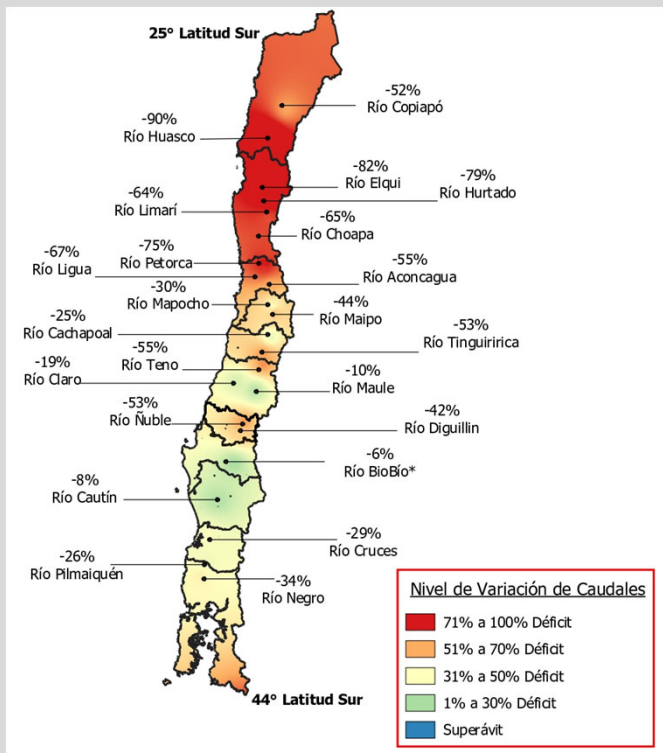 25° Latitud Sur
-52%
Río Copiapó
-90%
Río Huasco
-82%
Río Elqui
-79%
Río Hurtado
-64%
Río Limarí
-65%
Río Choapa
-75%
Río Petorca
-67%
Río Ligua
-55%
Río Aconcagua
-30%
Río Mapocho
-44%
Río Maipo
-25%
Río Cachapoal
-53%
Río Tinguiririca
-55%
Río Teno
-19%
Río Claro
-10%
Río Maule
-53%
Río Ñuble
-42%
Río Diguillin
-6%
Río BioBío*
-8%
Río Cautín
-29%
Río Cruces
-26%
Río Pilmaiquén
-34%
Río Negro
44° Latitud Sur
Nivel de Variación de Caudales
71% a 100% Déficit
51% a 70% Déficit
31% a 50% Déficit
1% a 30% Déficit
Superávit